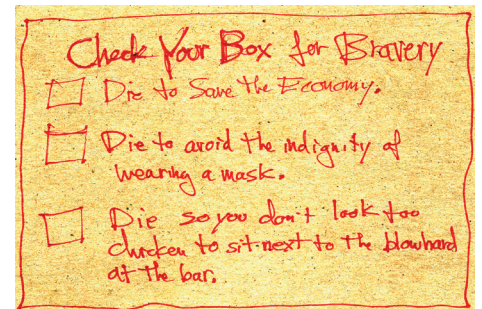 Check Your Box for Bravery
Die to Save the Economy.
Die to avoid the indignity of
wearing a mask.
Die so you don't look too
chicken to sit next to the blowhard
at the bar.